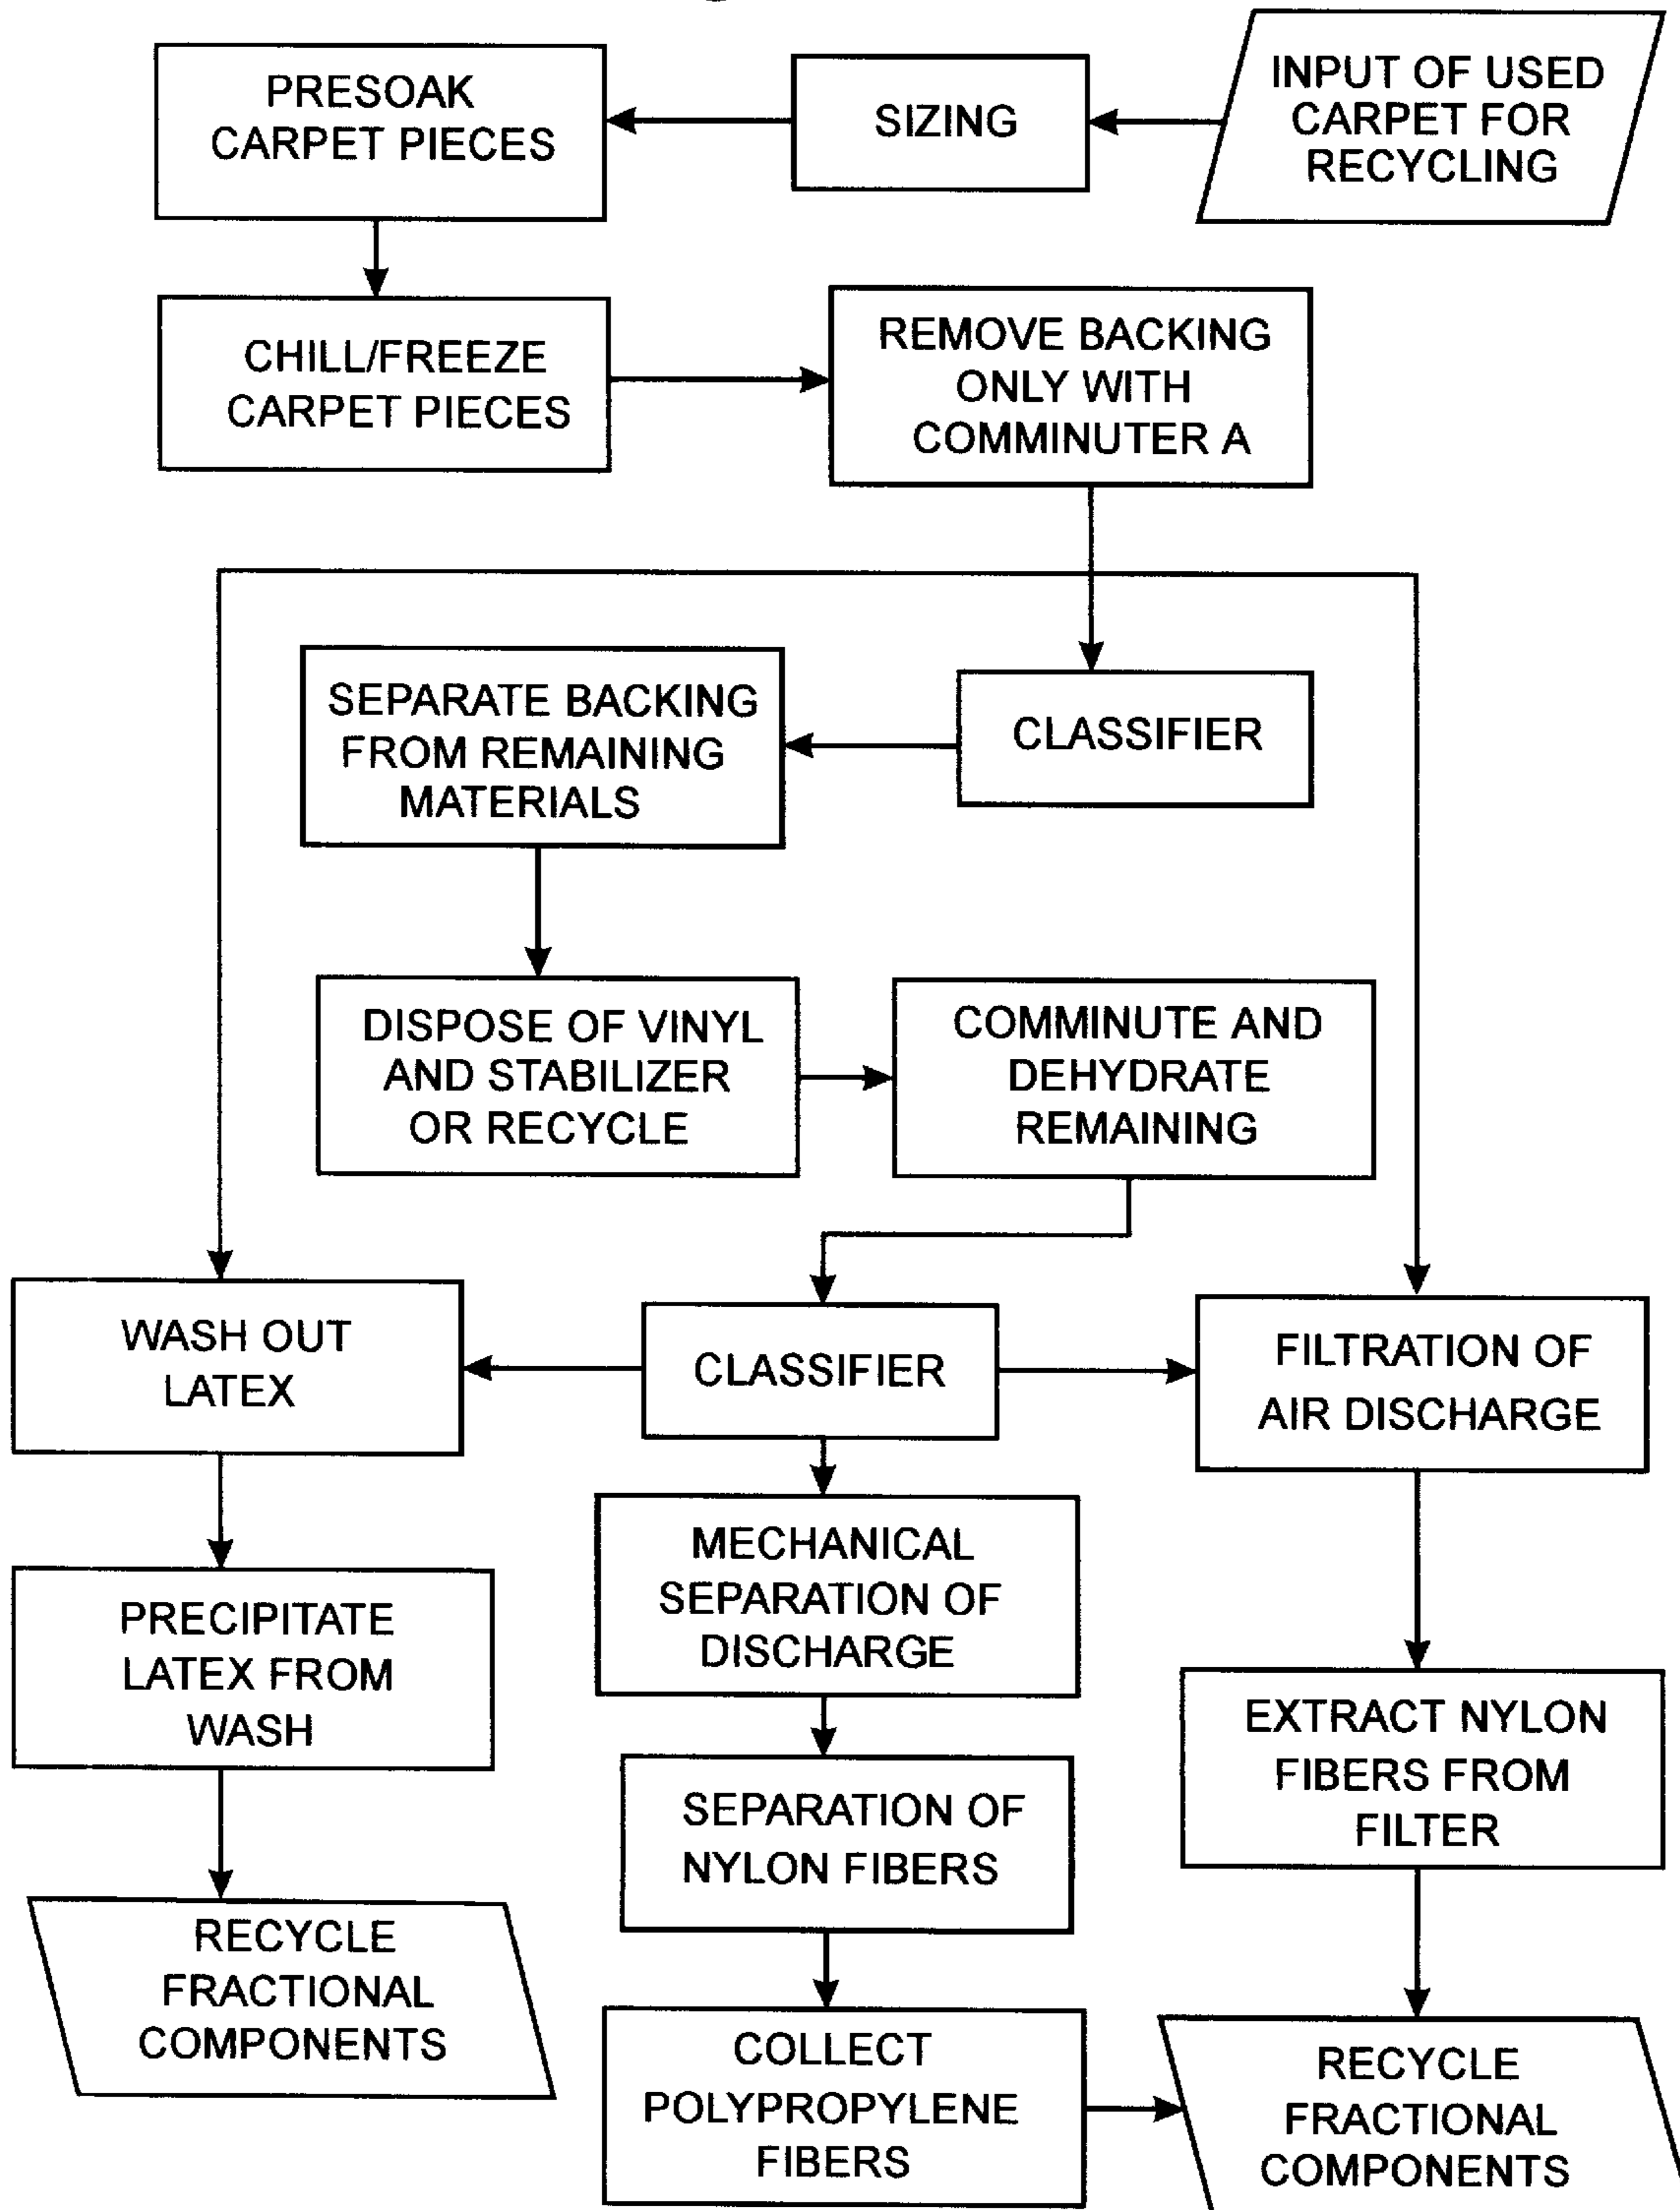 INPUT OF USED
CARPET FOR
RECYCLING
SIZING
PRESOAK
CARPET PIECES
CHILL/FREEZE
CARPET PIECES
REMOVE BACKING
ONLY WITH
COMMINUTER A
CLASSIFIER
SEPARATE BACKING
FROM REMAINING
MATERIALS
DISPOSE OF VINYL
AND STABILIZER
OR RECYCLE
COMMINUTE AND
DEHYDRATE
REMAINING
CLASSIFIER
WASH OUT
LATEX
FILTRATION OF
AIR DISCHARGE
MECHANICAL
SEPARATION OF
DISCHARGE
PRECIPITATE
LATEX FROM
WASH
EXTRACT NYLON
FIBERS FROM
FILTER
SEPARATION OF
NYLON FIBERS
RECYCLE
FRACTIONAL
COMPONENTS
COLLECT
POLYPROPYLENE
FIBERS
RECYCLE
FRACTIONAL
COMPONENTS